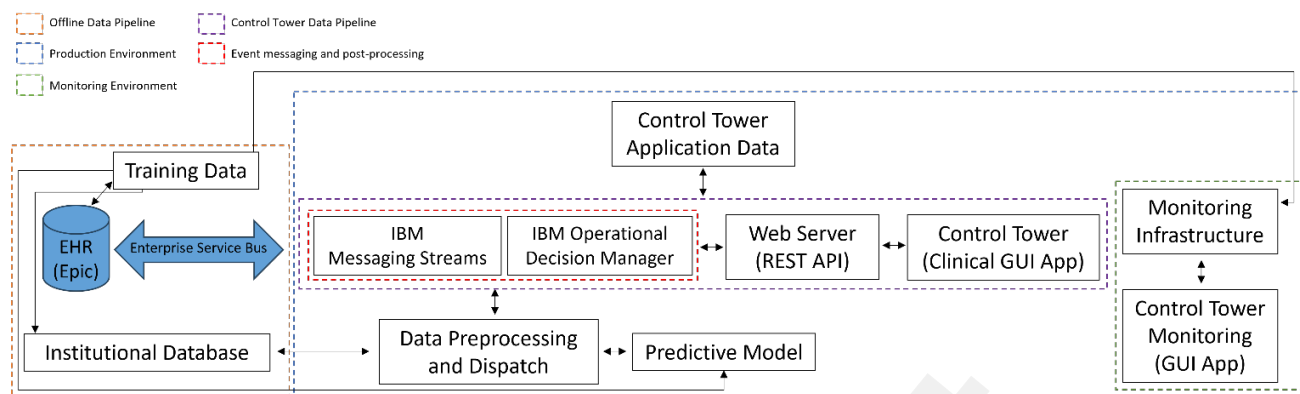 Offline Data Pipeline
Control Tower Data Pipeline
Production Environment
Event messaging and post-processing
Monitoring Environment
Control Tower
Application Data
Training Data
EHR
(Epic)
Enterprise Service Bus
IBM
Messaging Streams
IBM Operational
Decision Manager
Web Server
(REST API)
Control Tower
(Clinical GUI App)
Monitoring
Infrastructure
Institutional Database
Data Preprocessing
and Dispatch
Predictive Model
Control Tower
Monitoring
(GUI App)